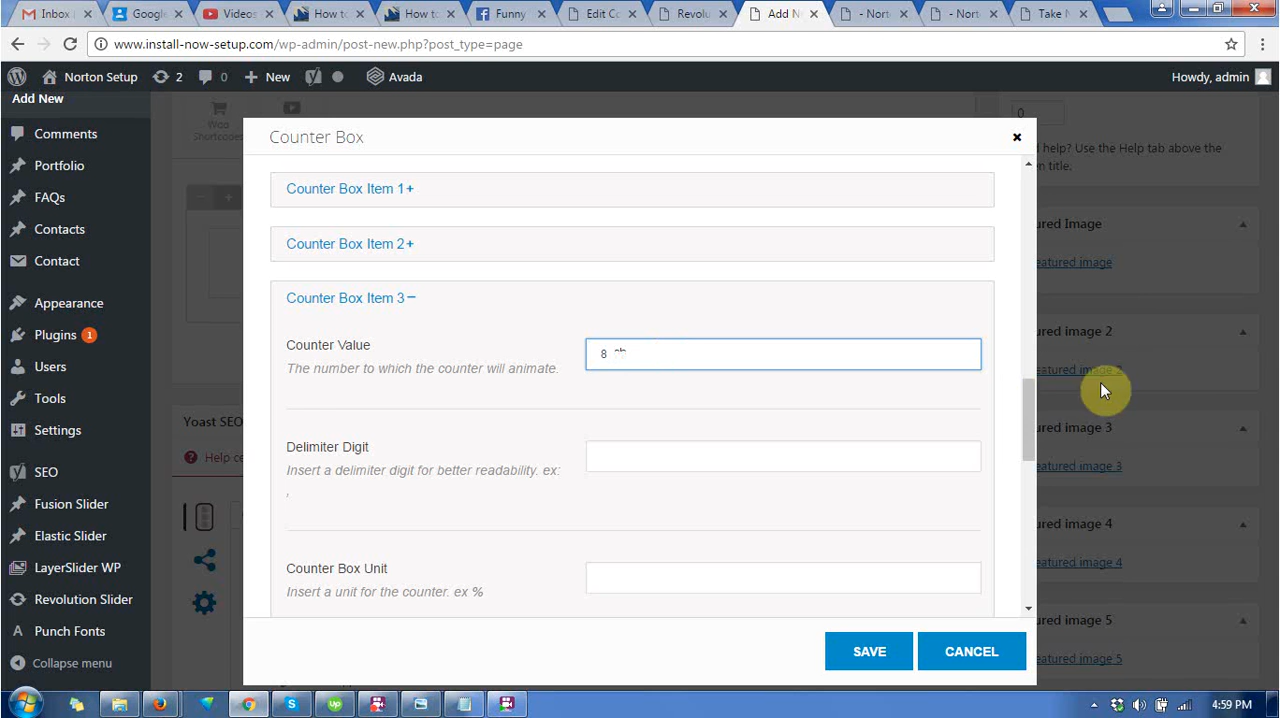 Inbox
Google
Videos
How to
How to
Funny
Edit Co
Revolu
Add Ne
- Nort
- Nort
Take M
www.install-now-setup.com/wp-admin/post-new.php?post_type=page
Norton Setup
2
0
New
Avada
Howdy, admin
Add New
Comments
Portfolio
FAQs
Contacts
Contact
Appearance
Plugins 1
Users
Tools
Settings
SEO
Fusion Slider
Elastic Slider
LayerSlider WP
Revolution Slider
Punch Fonts
Collapse menu
Woo
Shortcodes
Yoast SEO
Help ce
Counter Box
Counter Box Item 1+
Counter Box Item 2+
Counter Box Item 3−
Counter Value
The number to which the counter will animate.
8
Delimiter Digit
Insert a delimiter digit for better readability. ex:
,
Counter Box Unit
Insert a unit for the counter. ex %
SAVE
CANCEL
0
d help? Use the Help tab above the
n title.
ured Image
eatured image
ured image 2
eatured image 2
ured image 3
eatured image 3
ured image 4
eatured image 4
ured image 5
eatured image 5
4:59 PM